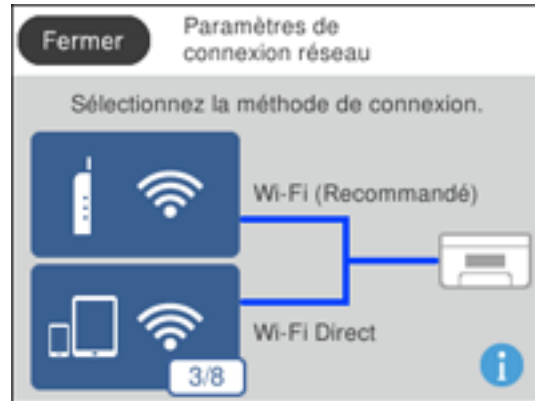 Fermer
Paramètres de
connexion réseau
Sélectionnez la méthode de connexion.
Wi-Fi (Recommandé)
Wi-Fi Direct
3/8
i